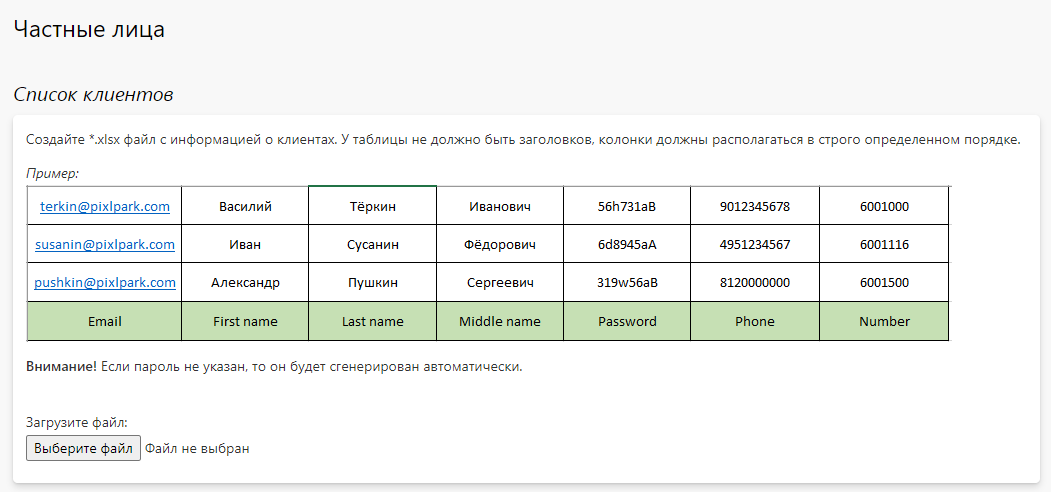 Частные лица
Список клиентов
Создайте *.xlsx файл с информацией о клиентах. У таблицы не должно быть заголовков, колонки должны располагаться в строго определенном порядке.
Пример:
terkin@pixlpark.com Василий Тёркин Иванович 56h731aB 9012345678 6001000
susanin@pixlpark.com Иван Сусанин Фёдорович 6d8945aA 4951234567 6001116
pushkin@pixlpark.com Александр Пушкин Сергеевич 319w56aB 8120000000 6001500
Email First name Last name Middle name Password Phone Number
Внимание! Если пароль не указан, то он будет сгенерирован автоматически.
Загрузите файл:
Выберите файл Файл не выбран